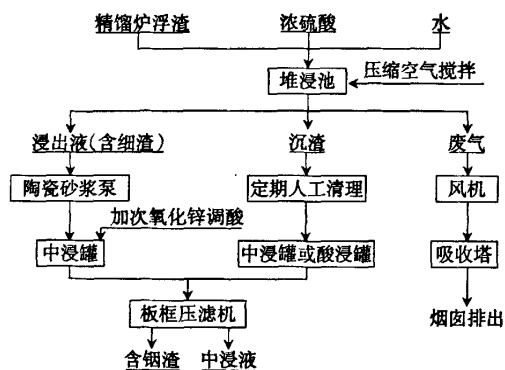 精馏炉浮渣 浓硫酸 水
堆浸池 压缩空气搅拌
浸出液(含细渣) 沉渣 废气
陶瓷砂浆泵 定期人工清理 风机
加次氧化锌调酸
中浸罐 中浸罐或酸浸罐 吸收塔
板框压滤机 烟囱排出
含铟渣 中浸液